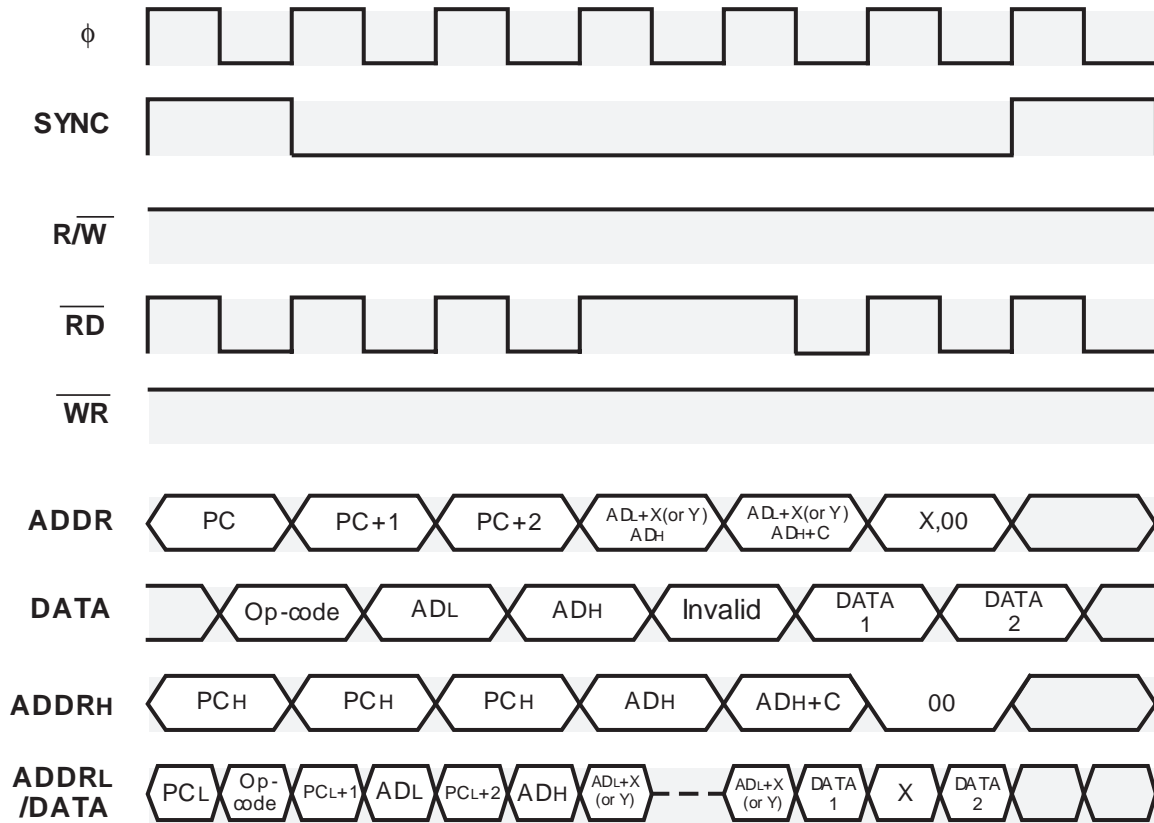 ϕ
SYNC
R/W̅
R̅D̅
W̅R̅
ADDR PC PC+1 PC+2 ADL+X(or Y) ADH ADL+X(or Y) ADH+C X,00
DATA Op-code ADL ADH Invalid DATA 1 DATA 2
ADDRH PCH PCH PCH ADH ADH+C 00
ADDRL /DATA PCL Op-code PCL+1 ADL PCL+2 ADH ADL+X (or Y) ADL+X (or Y) DATA 1 X DATA 2